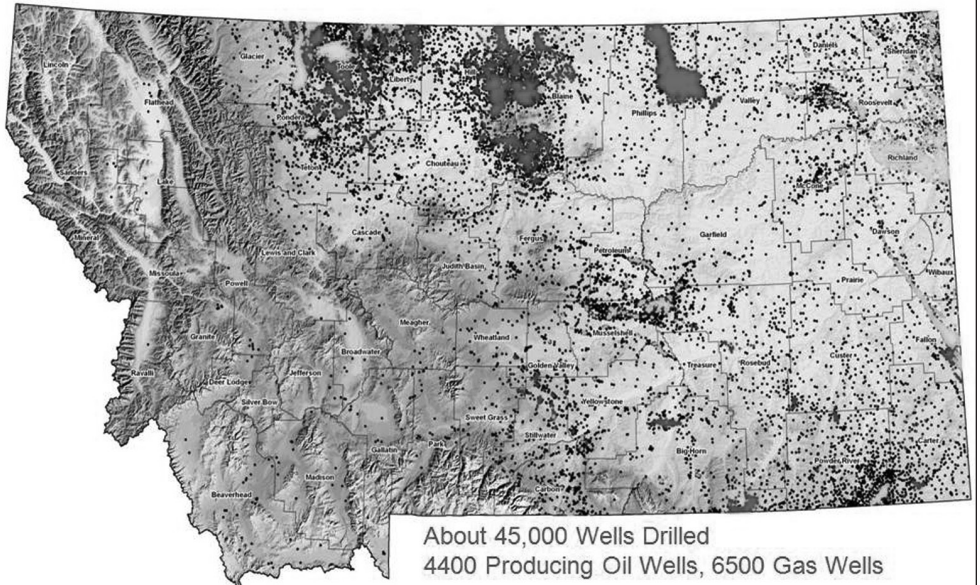 Lincoln
Glacier
Toole
Liberty
Hill
Blaine
Daniels
Sheridan
Flathead
Pondera
Phillips
Valley
Roosevelt
Teton
Chouteau
Richland
Sanders
Lake
McCone
Mineral
Cascade
Fergus
Garfield
Dawson
Missoula
Lewis and Clark
Powell
Judith Basin
Petroleum
Prairie
Wibaux
Granite
Meagher
Wheatland
Musselshell
Broadwater
Fallon
Ravalli
Deer Lodge
Jefferson
Golden Valley
Treasure
Rosebud
Custer
Silver Bow
Sweet Grass
Yellowstone
Stillwater
Gallatin
Park
Big Horn
Carter
Powder River
Madison
Carbon
Beaverhead
About 45,000 Wells Drilled
4400 Producing Oil Wells, 6500 Gas Wells